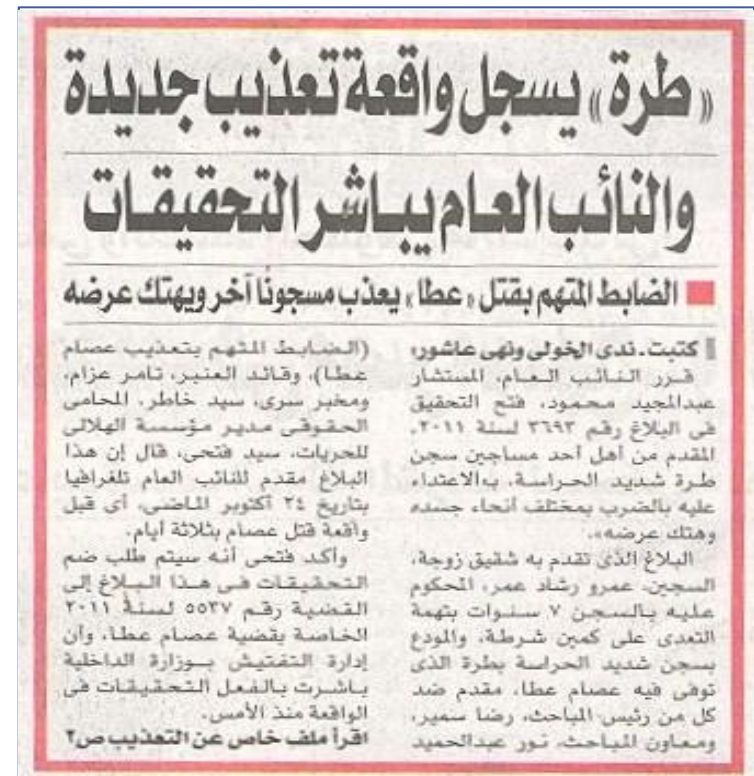 «طرة» يسجل واقعة تعذيب جديدة
والنائب العام يباشر التحقيقات
الضابط المتهم بقتل «عطا» يعذب مسجونًا آخر ويهتك عرضه
كتبت ـ ندى الخولى ونهى عاشور:
قرر النائب العام، المستشار
عبدالمجيد محمود، فتح التحقيق
فى البلاغ رقم ٣٦٩٣ لسنة ٢٠١١،
المقدم من أهل أحد مساجين سجن
طرة شديد الحراسة، بـ«الاعتداء
عليه بالضرب بمختلف أنحاء جسده
وهتك عرضه».
البلاغ الذى تقدم به شقيق زوجة،
السجين، عمرو رشاد عمر، المحكوم
عليه بالسجن ٧ سنوات بتهمة
التعدى على كمين شرطة، والمودع
بسجن شديد الحراسة بطرة الذى
توفى فيه عصام عطا، مقدم ضد
كل من رئيس المباحث، رضا سمير،
ومعاون المباحث، نور عبدالحميد
(الضابط المتهم بتعذيب عصام
عطا)، وقائد العنبر، تامر عزام،
ومخبر سرى، سيد خاطر، المحامى
الحقوقى مدير مؤسسة الهلالى
للحريات، سيد فتحى، قال إن هذا
البلاغ مقدم للنائب العام تلغرافيا
بتاريخ ٢٤ أكتوبر الماضى، أى قبل
واقعة قتل عصام بثلاثة أيام.
وأكد فتحى أنه سيتم طلب ضم
التحقيقات فى هذا البلاغ إلى
القضية رقم ٥٥٣٧ لسنة ٢٠١١
الخاصة بقضية عصام عطا، وأن
إدارة التفتيش بوزارة الداخلية
باشرت بالفعل التحقيقات فى
الواقعة منذ الأمس.
اقرأ ملف خاص عن التعذيب ص٢